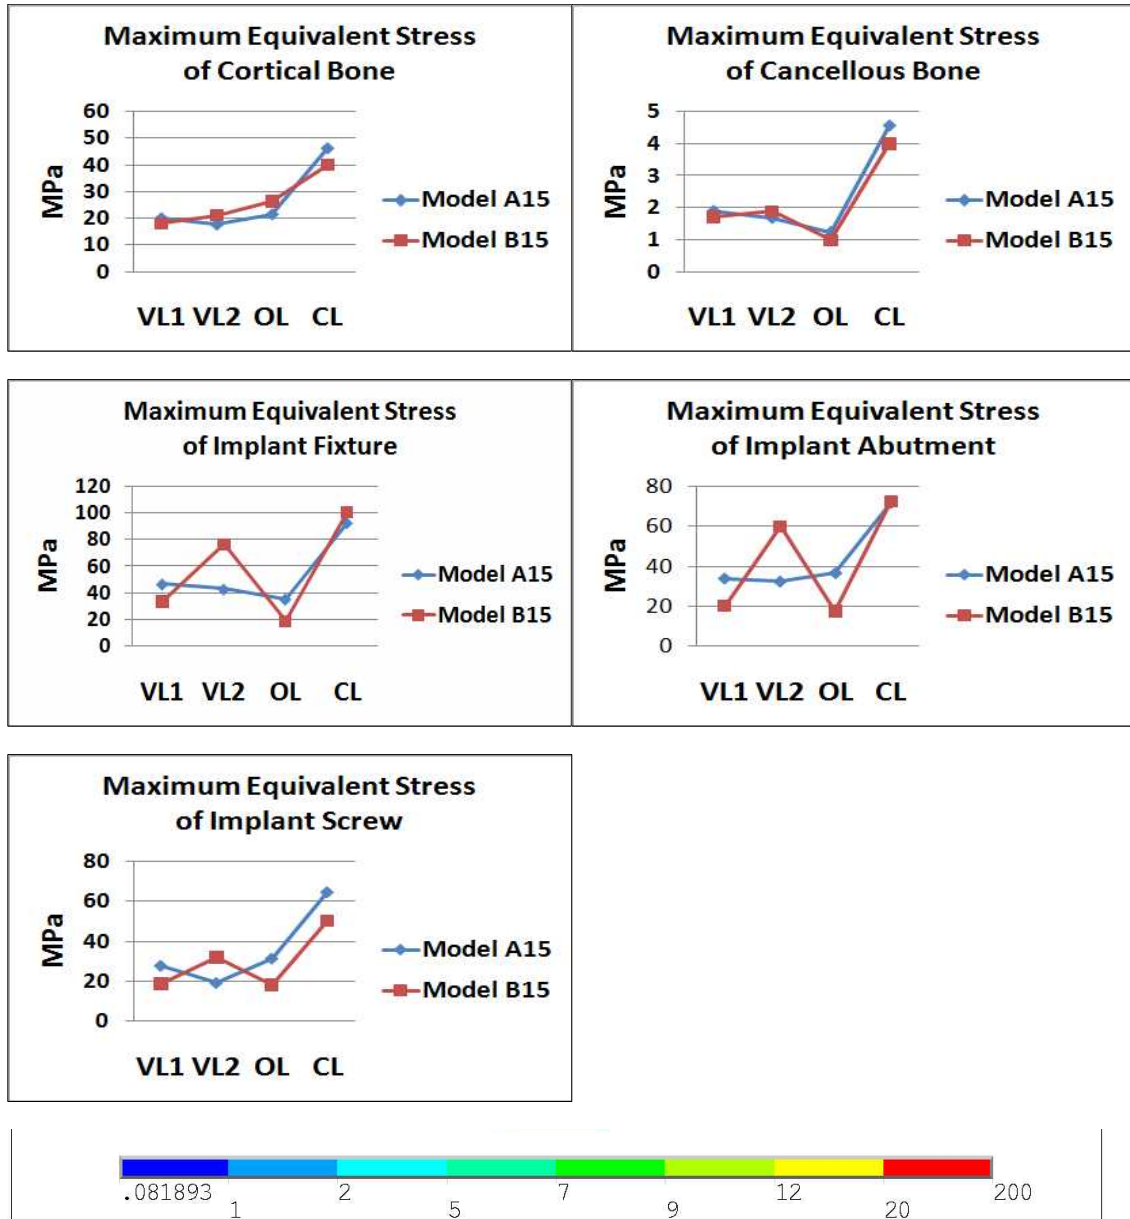 Maximum Equivalent Stress
of Cortical Bone
60
50
40
30
20
10
0
MPa
VL1 VL2 OL CL
Model A15
Model B15
Maximum Equivalent Stress
of Cancellous Bone
5
4
3
2
1
0
MPa
VL1 VL2 OL CL
Model A15
Model B15
Maximum Equivalent Stress
of Implant Fixture
120
100
80
60
40
20
0
MPa
VL1 VL2 OL CL
Model A15
Model B15
Maximum Equivalent Stress
of Implant Abutment
80
60
40
20
0
MPa
VL1 VL2 OL CL
Model A15
Model B15
Maximum Equivalent Stress
of Implant Screw
80
60
40
20
0
MPa
VL1 VL2 OL CL
Model A15
Model B15
.081893 2 7 12 200
1 5 9 20